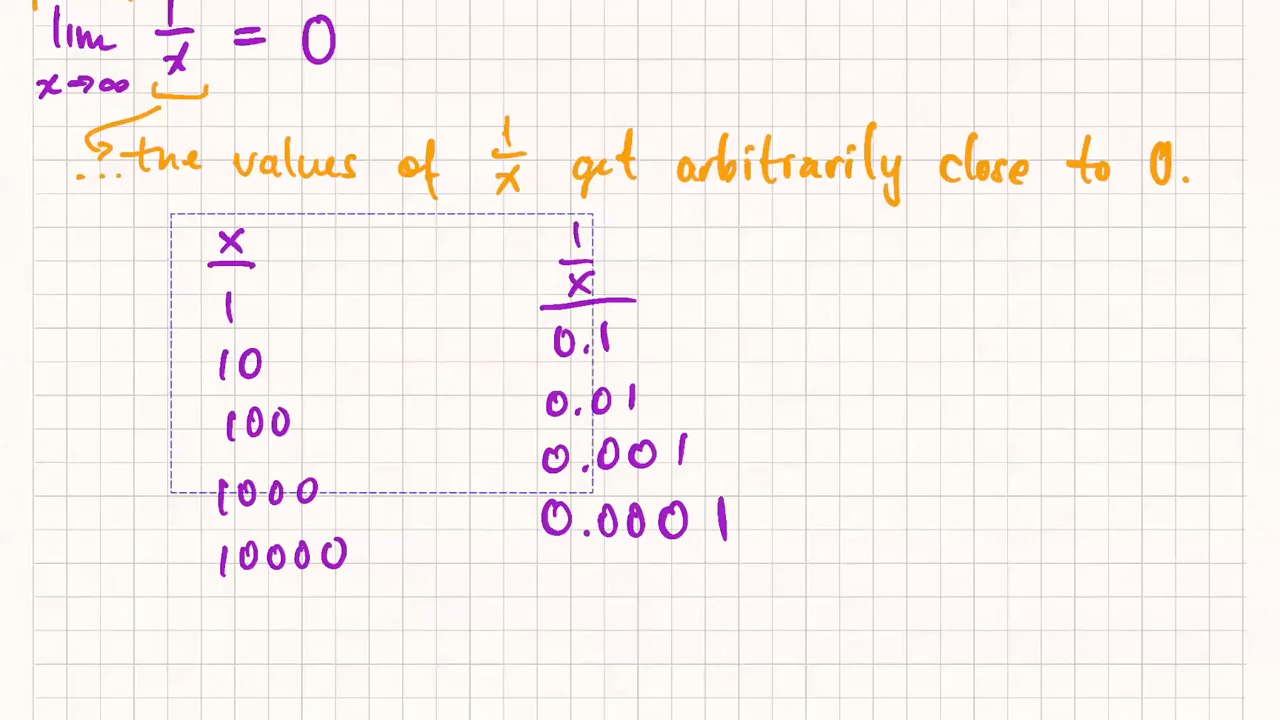 lim 1/x = 0
x→∞
...the values of 1/x get arbitrarily close to 0.
x 1/x
1 0.1
10 0.01
100 0.001
1000 0.0001
10000